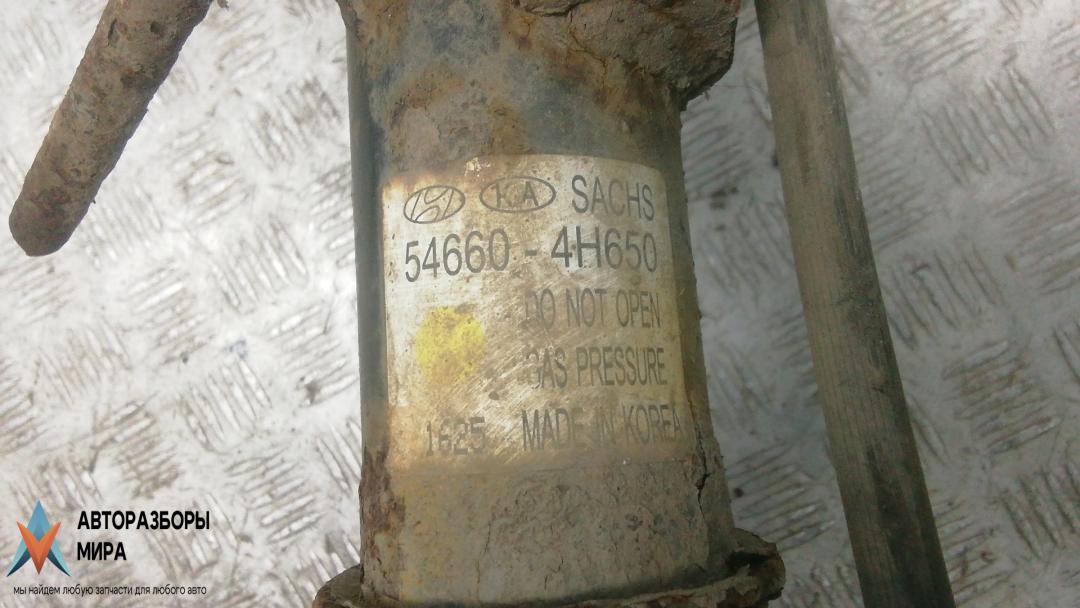 KIA SACHS
54660 - 4H650
DO NOT OPEN
GAS PRESSURE
1625 MADE IN KOREA
АВТОРАЗБОРЫ
МИРА
мы найдем любую запчасти для любого авто